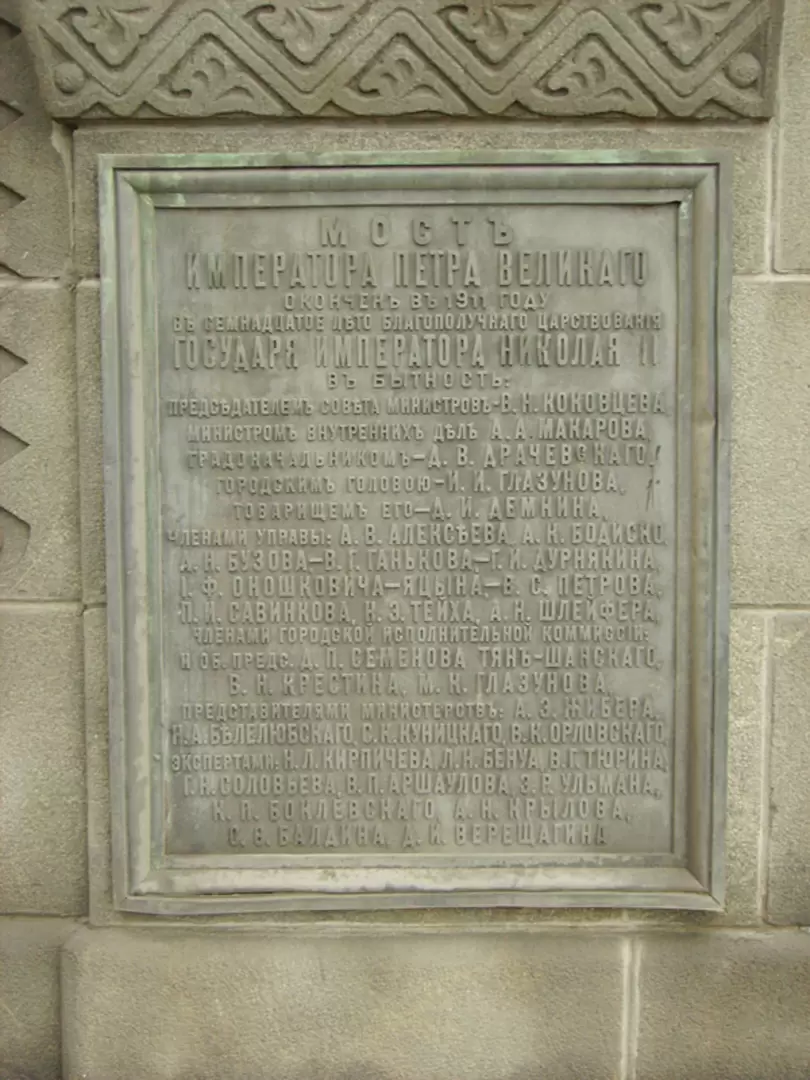 МОСТЪ
ИМПЕРАТОРА ПЕТРА ВЕЛИКАГО
ОКОНЧЕНЪ ВЪ 1911 ГОДУ
ВЪ СЕМНАДЦАТОЕ ЛѢТО БЛАГОПОЛУЧНАГО ЦАРСТВОВАНІЯ
ГОСУДАРЯ ИМПЕРАТОРА НИКОЛАЯ II
ВЪ БЫТНОСТЬ:
ПРЕДСѢДАТЕЛЕМЪ СОВѢТА МИНИСТРОВЪ-В.Н. КОКОВЦЕВА,
МИНИСТРОМЪ ВНУТРЕННИХЪ ДѢЛЪ А.А. МАКАРОВА,
ГРАДОНАЧАЛЬНИКОМЪ-Д. В. ДРАЧЕВСКАГО,
ГОРОДСКИМЪ ГОЛОВОЮ-И. И. ГЛАЗУНОВА,
ТОВАРИЩЕМЪ ЕГО-Д. И. ДЕМКИНА,
ЧЛЕНАМИ УПРАВЫ: А. В. АЛЕКСѢЕВА, А. К. БОДИСКО,
А. Н. БУЗОВА-В. Г. ГАНЬКОВА,-Г. И. ДУРНЯКИНА,
І. Ф. ОНОШКОВИЧА-ЯЦЫНА,-В. С. ПЕТРОВА,
П. И. САВИНКОВА, Н. З. ТЕЙХА, А. Н. ШЛЕЙФЕРА,
ЧЛЕНАМИ ГОРОДСКОЙ ИСПОЛНИТЕЛЬНОЙ КОММИССІИ:
И ОБ. ПРЕДС. Д. П. СЕМЕНОВА ТЯНЪ-ШАНСКАГО,
В. Н. КРЕСТИНА, М. К. ГЛАЗУНОВА,
ПРЕДСТАВИТЕЛЯМИ МИНИСТЕРСТВЪ: А. Э. ЖИБЕРА,
Н.А. БѢЛЕЛЮБСКАГО, С.К. КУНИЦКАГО, В.К. ОРЛОВСКАГО,
ЭКСПЕРТАМИ: Н.Л. КИРПИЧЕВА, Л.Н. БЕНУА, В.Г. ТЮРИНА,
Г.Н. СОЛОВЬЕВА, В.П. АРШАУЛОВА, Э. Р. УЛЬМАНА,
К. П. БОКЛЕВСКАГО, А. Н. КРЫЛОВА,
С. Ѳ. БАЛДИНА, Д. И. ВЕРЕЩАГИНА